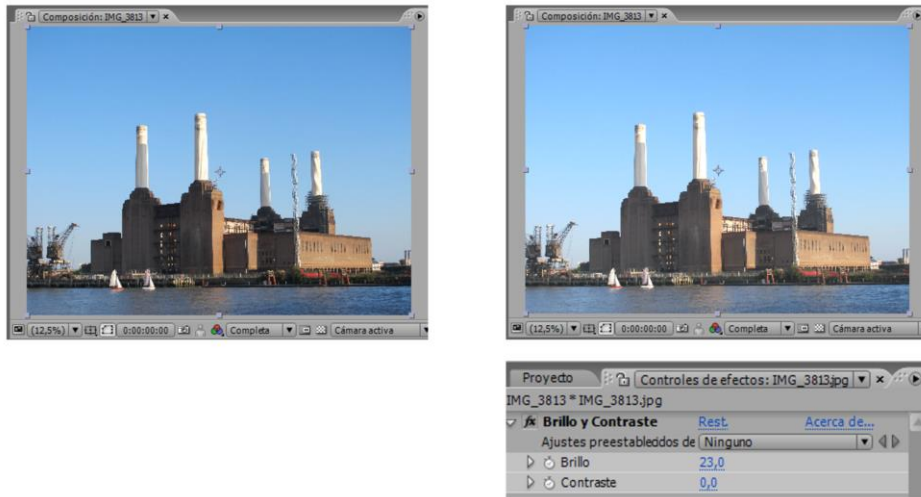 Composición: IMG_3813
(12,5%) 0:00:00:00 Completa Cámara activa
Composición: IMG_3813
(12,5%) 0:00:00:00 Completa Cámara activa
Proyecto Controles de efectos: IMG_3813.jpg
IMG_3813 * IMG_3813.jpg
fx Brillo y Contraste Rest. Acerca de...
Ajustes preestablecidos de Ninguno
Brillo 23,0
Contraste 0,0